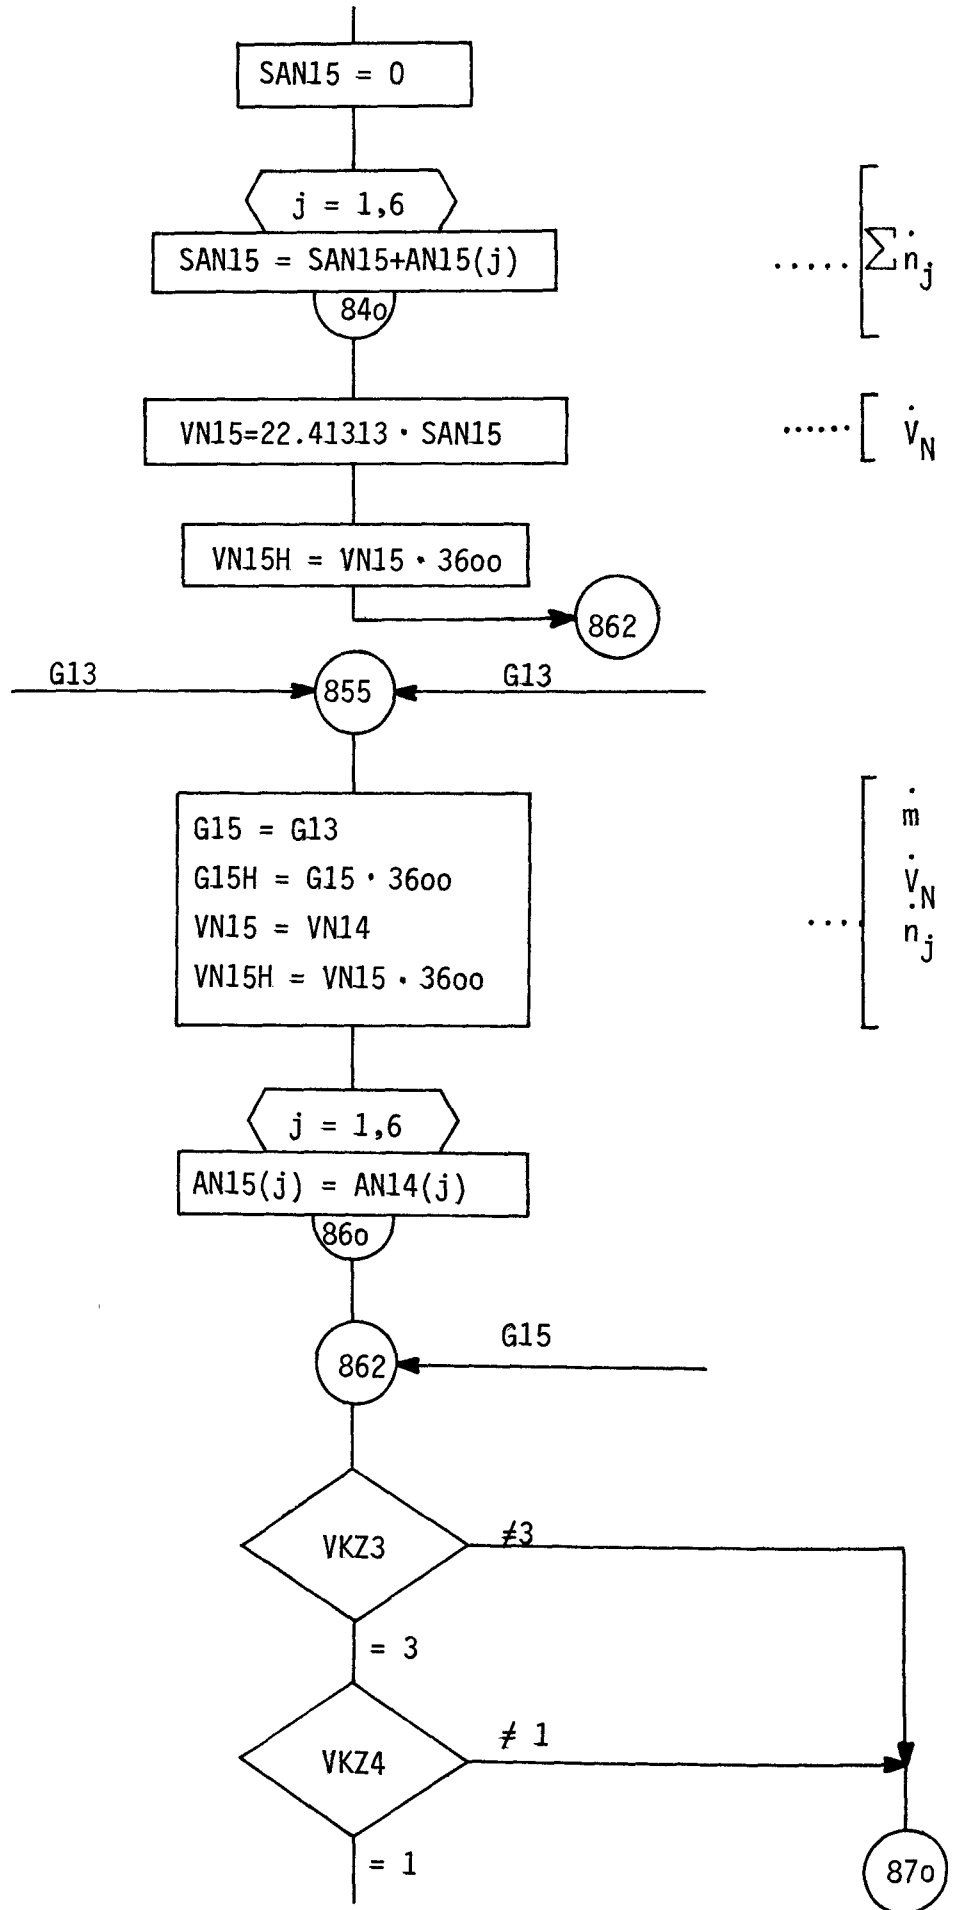 SAN15 = 0
j = 1,6
SAN15 = SAN15+AN15(j)
..... ∑ṅj
84o
VN15=22.41313 · SAN15
...... V̇N
VN15H = VN15 · 36oo
862
G13
855
G13
G15 = G13
G15H = G15 · 36oo
VN15 = VN14
VN15H = VN15 · 36oo
ṁ
V̇N
.... ṅj
j = 1,6
AN15(j) = AN14(j)
86o
G15
862
VKZ3
≠3
= 3
VKZ4
≠ 1
= 1
87o